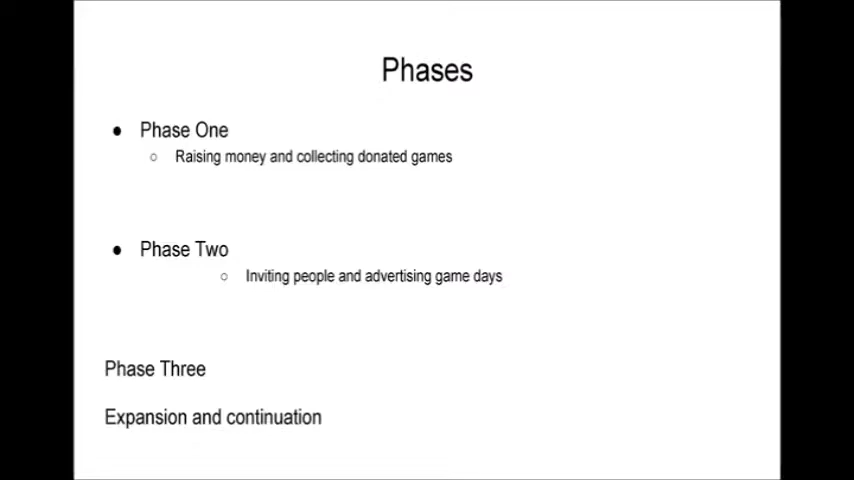 Phases
● Phase One
○ Raising money and collecting donated games
● Phase Two
○ Inviting people and advertising game days
Phase Three
Expansion and continuation